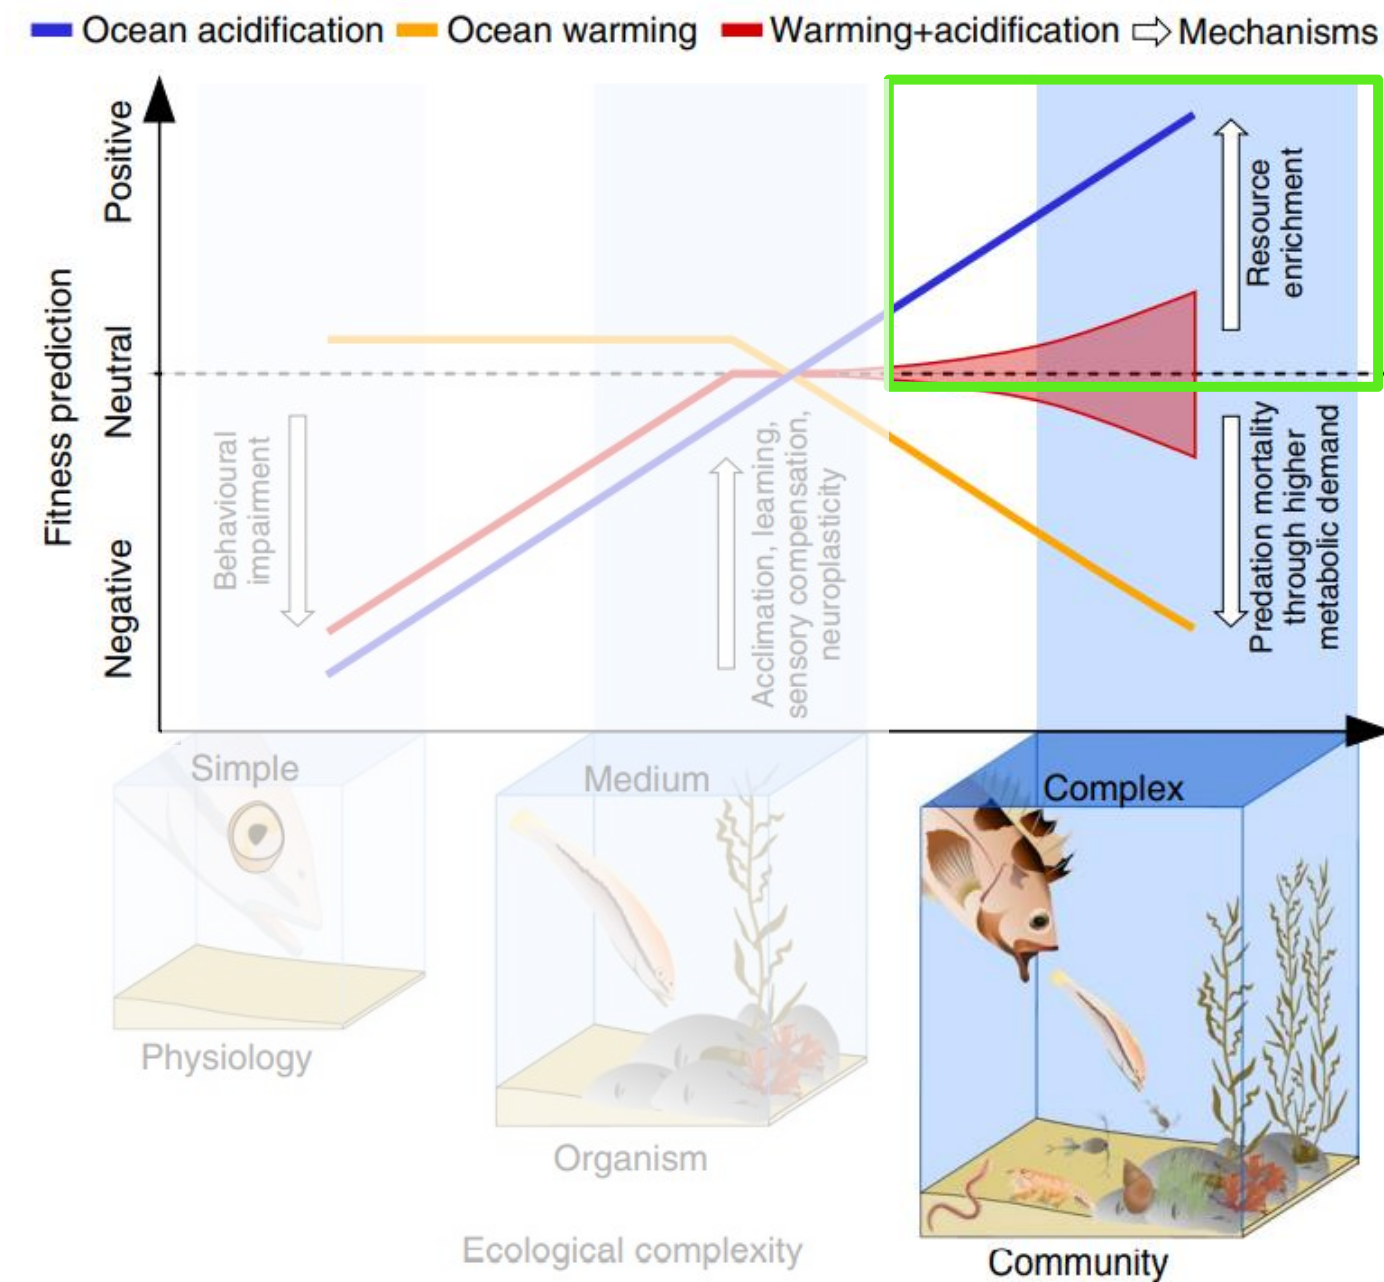 Ocean acidification Ocean warming Warming+acidification Mechanisms
Fitness prediction
Positive
Neutral
Negative
Behavioural
impairment
Acclimation, learning,
sensory compensation,
neuroplasticity
Resource
enrichment
Predation mortality
through higher
metabolic demand
Simple
Medium
Complex
Physiology
Organism
Community
Ecological complexity